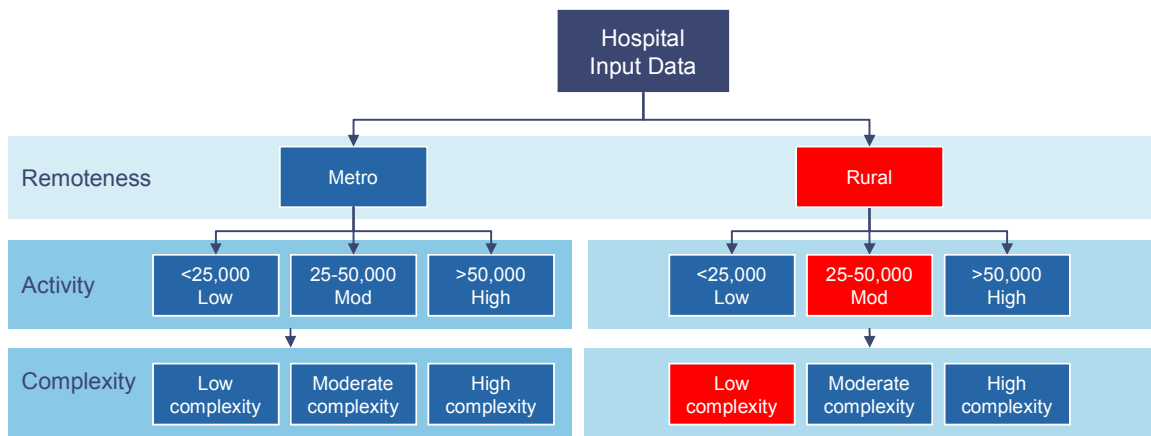 Hospital
Input Data
Remoteness
Metro
Rural
Activity
<25,000
Low
25-50,000
Mod
>50,000
High
<25,000
Low
25-50,000
Mod
>50,000
High
Complexity
Low
complexity
Moderate
complexity
High
complexity
Low
complexity
Moderate
complexity
High
complexity